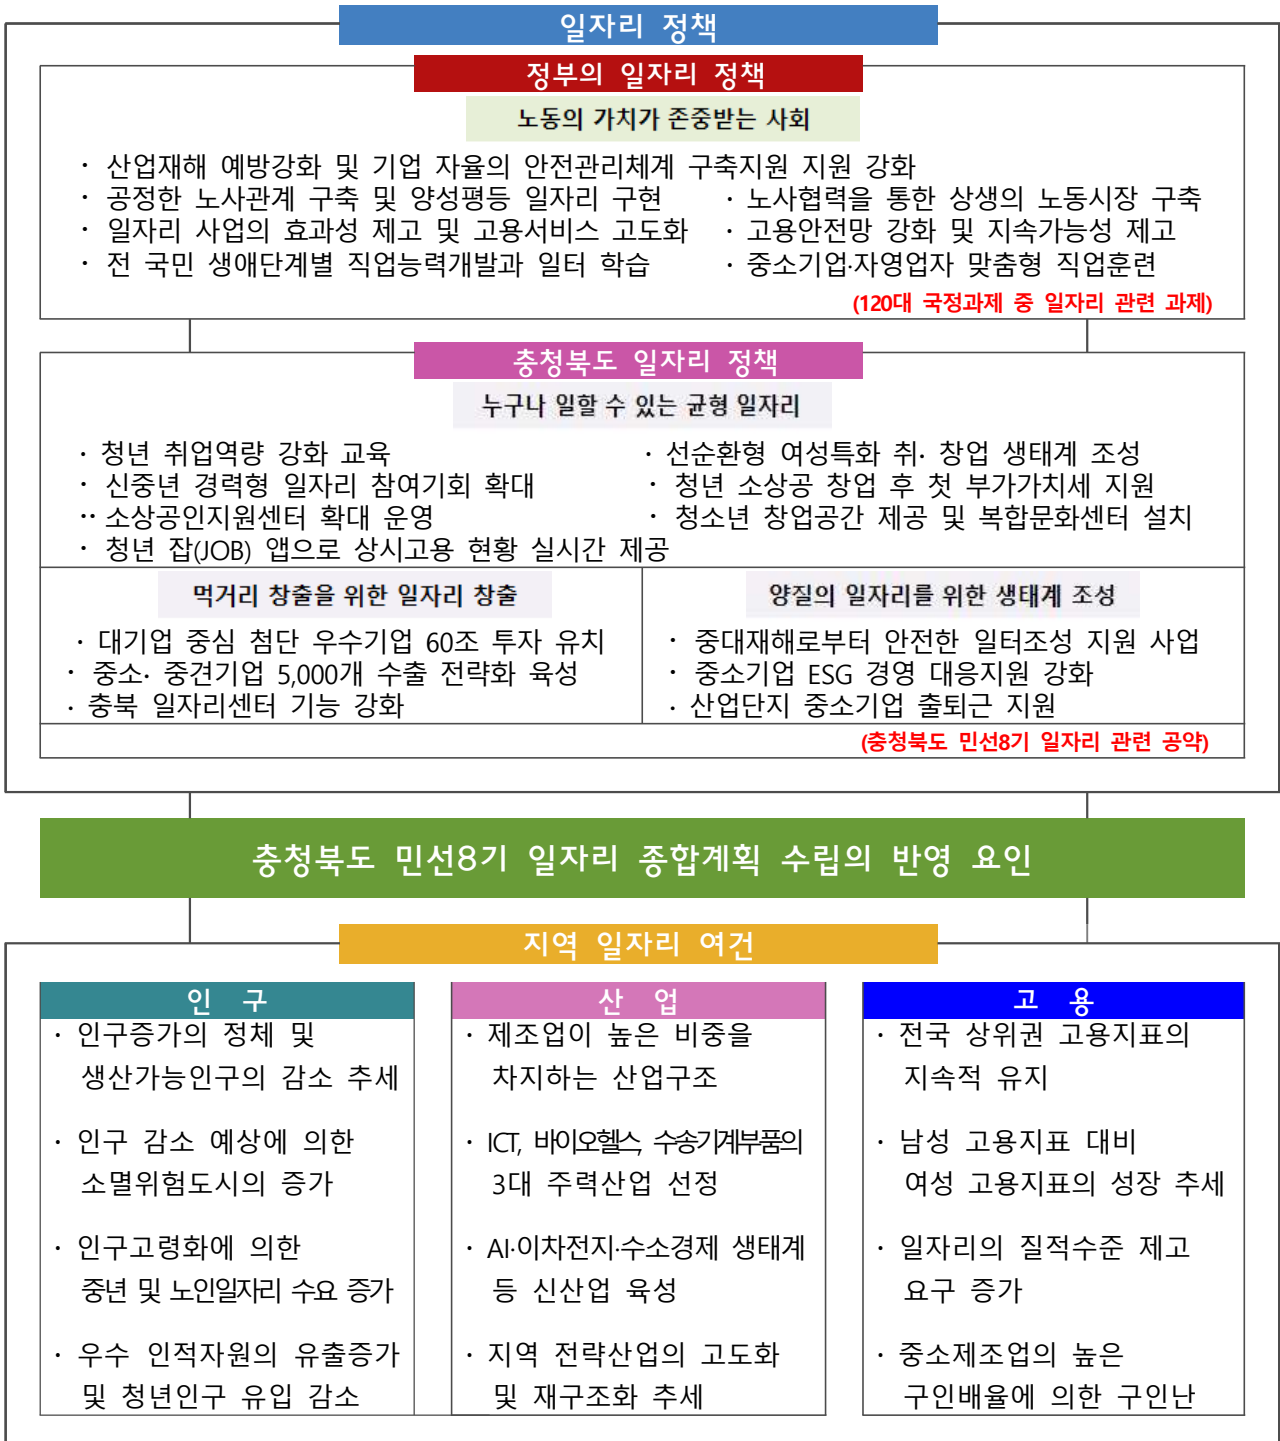 일자리 정책
정부의 일자리 정책
노동의 가치가 존중받는 사회
· 산업재해 예방강화 및 기업 자율의 안전관리체계 구축지원 지원 강화
· 공정한 노사관계 구축 및 양성평등 일자리 구현 · 노사협력을 통한 상생의 노동시장 구축
· 일자리 사업의 효과성 제고 및 고용서비스 고도화 · 고용안전망 강화 및 지속가능성 제고
· 전 국민 생애단계별 직업능력개발과 일터 학습 · 중소기업·자영업자 맞춤형 직업훈련
(120대 국정과제 중 일자리 관련 과제)
충청북도 일자리 정책
누구나 일할 수 있는 균형 일자리
· 청년 취업역량 강화 교육 · 선순환형 여성특화 취· 창업 생태계 조성
· 신중년 경력형 일자리 참여기회 확대 · 청년 소상공 창업 후 첫 부가가치세 지원
·· 소상공인지원센터 확대 운영 · 청소년 창업공간 제공 및 복합문화센터 설치
· 청년 잡(JOB) 앱으로 상시고용 현황 실시간 제공
먹거리 창출을 위한 일자리 창출
· 대기업 중심 첨단 우수기업 60조 투자 유치
· 중소· 중견기업 5,000개 수출 전략화 육성
· 충북 일자리센터 기능 강화
양질의 일자리를 위한 생태계 조성
· 중대재해로부터 안전한 일터조성 지원 사업
· 중소기업 ESG 경영 대응지원 강화
· 산업단지 중소기업 출퇴근 지원
(충청북도 민선8기 일자리 관련 공약)
충청북도 민선8기 일자리 종합계획 수립의 반영 요인
지역 일자리 여건
인 구
· 인구증가의 정체 및
생산가능인구의 감소 추세
· 인구 감소 예상에 의한
소멸위험도시의 증가
· 인구고령화에 의한
중년 및 노인일자리 수요 증가
· 우수 인적자원의 유출증가
및 청년인구 유입 감소
산 업
· 제조업이 높은 비중을
차지하는 산업구조
· ICT, 바이오헬스, 수송기계부품의
3대 주력산업 선정
· AI·이차전지·수소경제 생태계
등 신산업 육성
· 지역 전략산업의 고도화
및 재구조화 추세
고 용
· 전국 상위권 고용지표의
지속적 유지
· 남성 고용지표 대비
여성 고용지표의 성장 추세
· 일자리의 질적수준 제고
요구 증가
· 중소제조업의 높은
구인배율에 의한 구인난